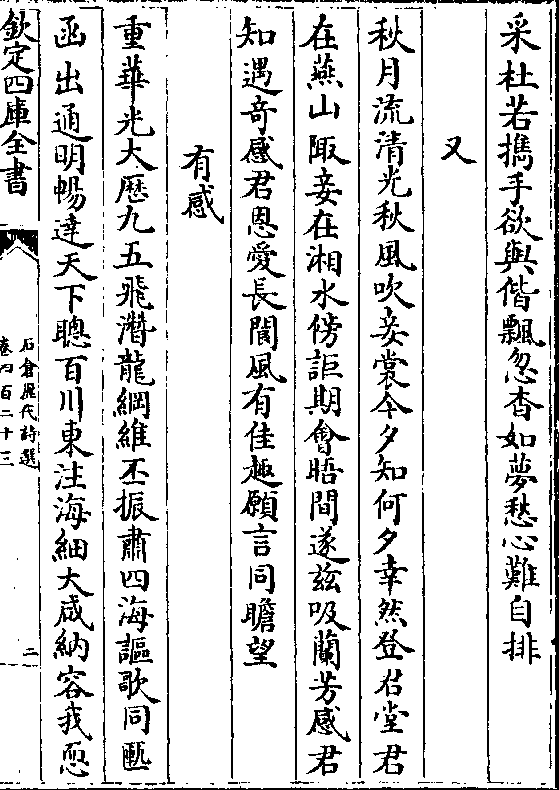 采杜若擕手欲與偕飄忽杳如夢愁心難自排
又
秋月流清光秋風吹妾裳今夕知何夕幸然登君堂君
在燕山陬妾在湘水傍詎期會晤間遂兹吸蘭芳感君
知遇奇感君恩愛長閨風有佳趣願言同瞻望
有感
重華光大歴九五飛潛龍綱維丕振肅四海謳歌同匭
函出通明暢達天下聰百川東注海細大咸納容我思
欽定四庫全書
石倉歴代詩選
卷四百二十三
二